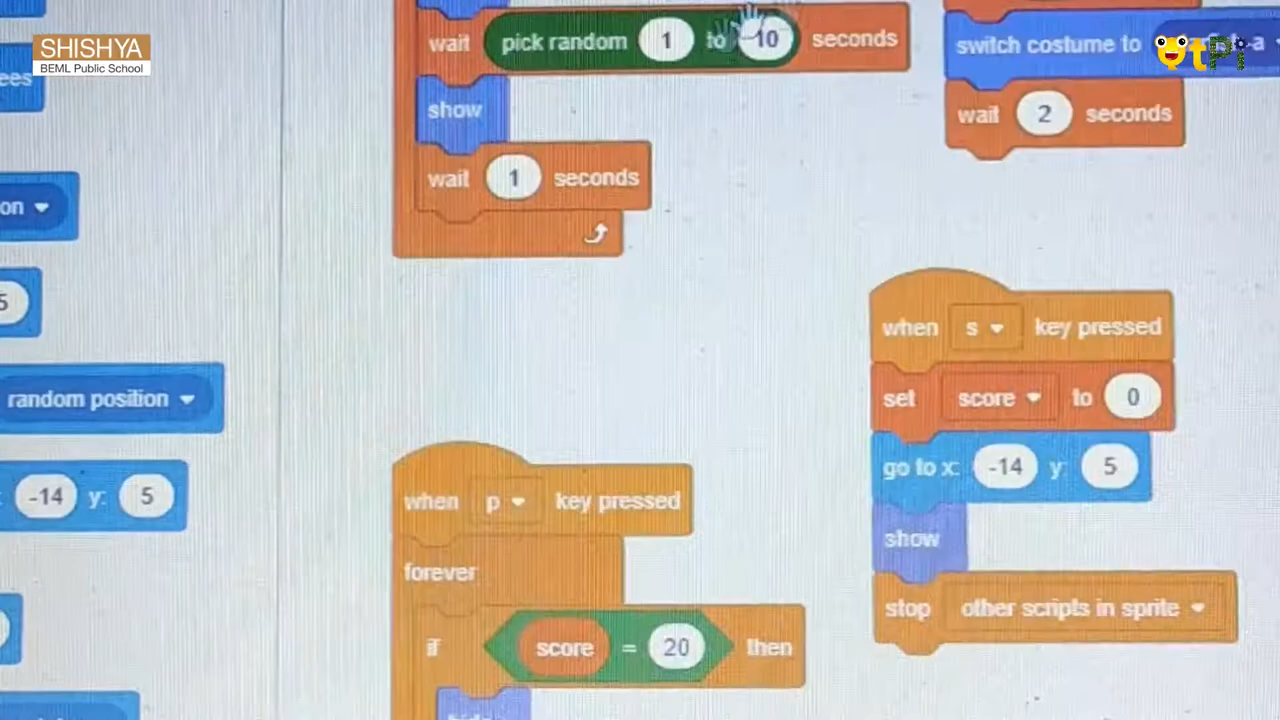 SHISHYA
BEML Public School
ees
on
5
random position
-14 y: 5
wait pick random 1 to 10 seconds
show
wait 1 seconds
when p key pressed
forever
if score = 20 then
switch costume to
wait 2 seconds
when s key pressed
set score to 0
go to x: -14 y: 5
show
stop other scripts in sprite